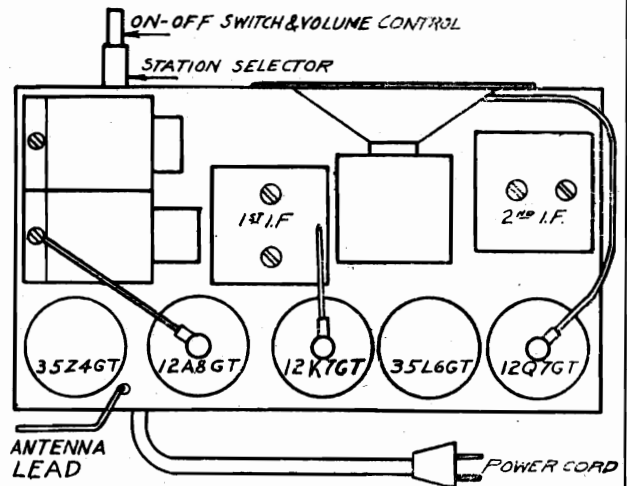 ON-OFF SWITCH & VOLUME CONTROL
STATION SELECTOR
1ST I.F
2ND I.F.
35Z4GT 12A8GT. 12K7GT 35L6GT 12Q7GT
ANTENNA
LEAD
POWER CORD